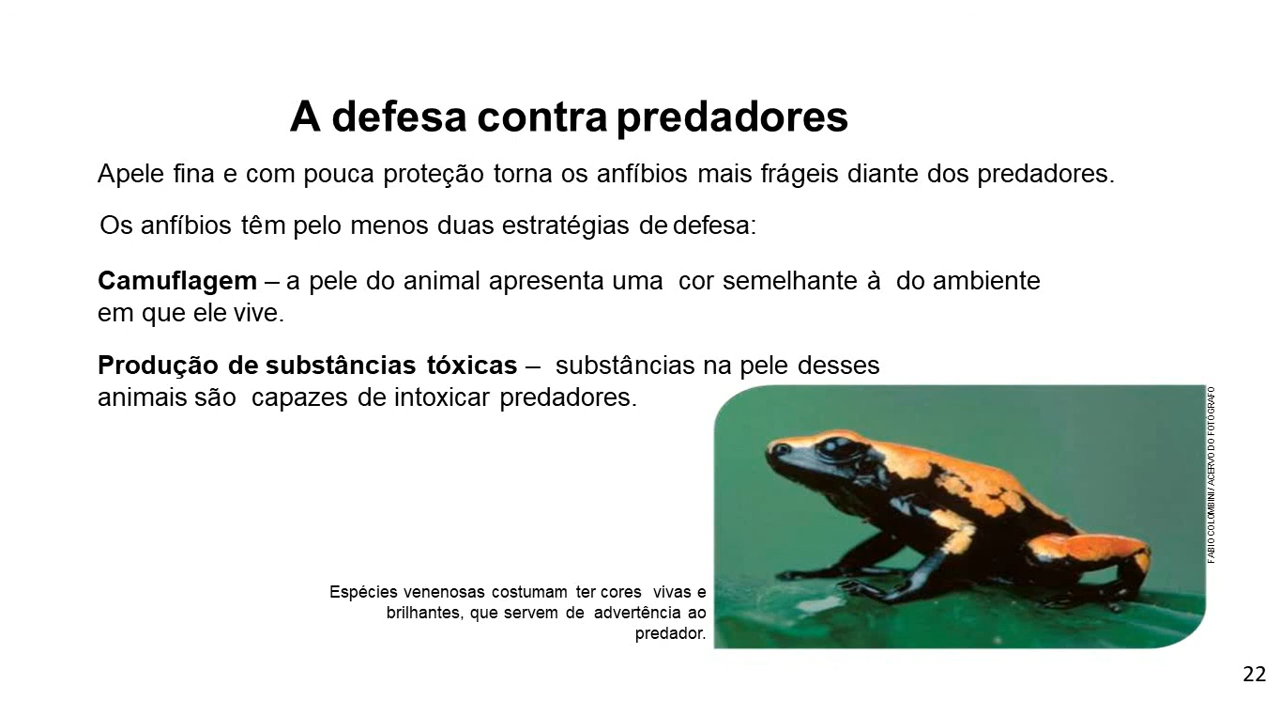 A defesa contra predadores
Apele fina e com pouca proteção torna os anfíbios mais frágeis diante dos predadores.
Os anfíbios têm pelo menos duas estratégias de defesa:
Camuflagem – a pele do animal apresenta uma cor semelhante à do ambiente
em que ele vive.
Produção de substâncias tóxicas – substâncias na pele desses
animais são capazes de intoxicar predadores.
FABIO COLOMBINI / ACERVO DO FOTÓGRAFO
Espécies venenosas costumam ter cores vivas e
brilhantes, que servem de advertência ao
predador.
22